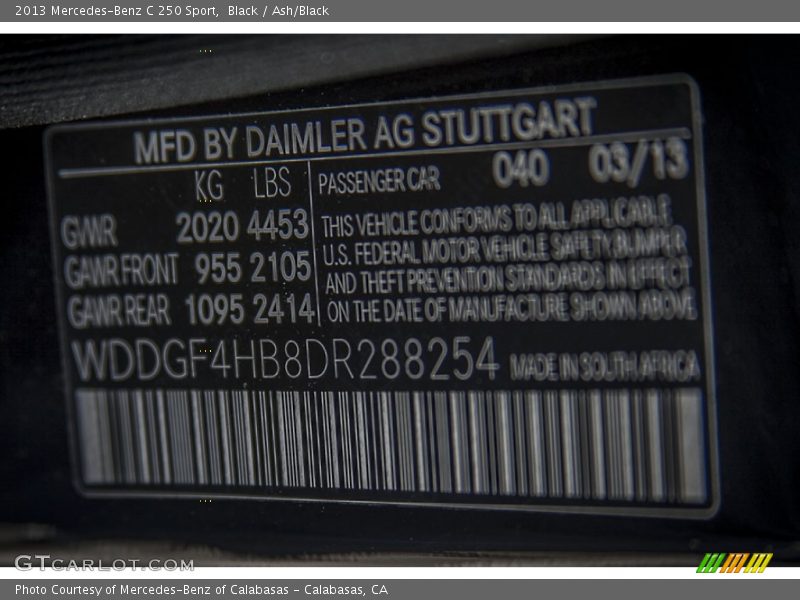 2013 Mercedes-Benz C 250 Sport, Black / Ash/Black
MFD BY DAIMLER AG STUTTGART
KG LBS PASSENGER CAR 040 03/13
GWR 2020 4453
GAWR FRONT 955 2105
GAWR REAR 1095 2414
THIS VEHICLE CONFORMS TO ALL APPLICABLE
U.S. FEDERAL MOTOR VEHICLE SAFETY BUMPER
AND THEFT PREVENTION STANDARDS IN EFFECT
ON THE DATE OF MANUFACTURE SHOWN ABOVE
WDDGF4HB8DR288254 MADE IN SOUTH AFRICA
GTCARLOT.COM
Photo Courtesy of Mercedes-Benz of Calabasas - Calabasas, CA